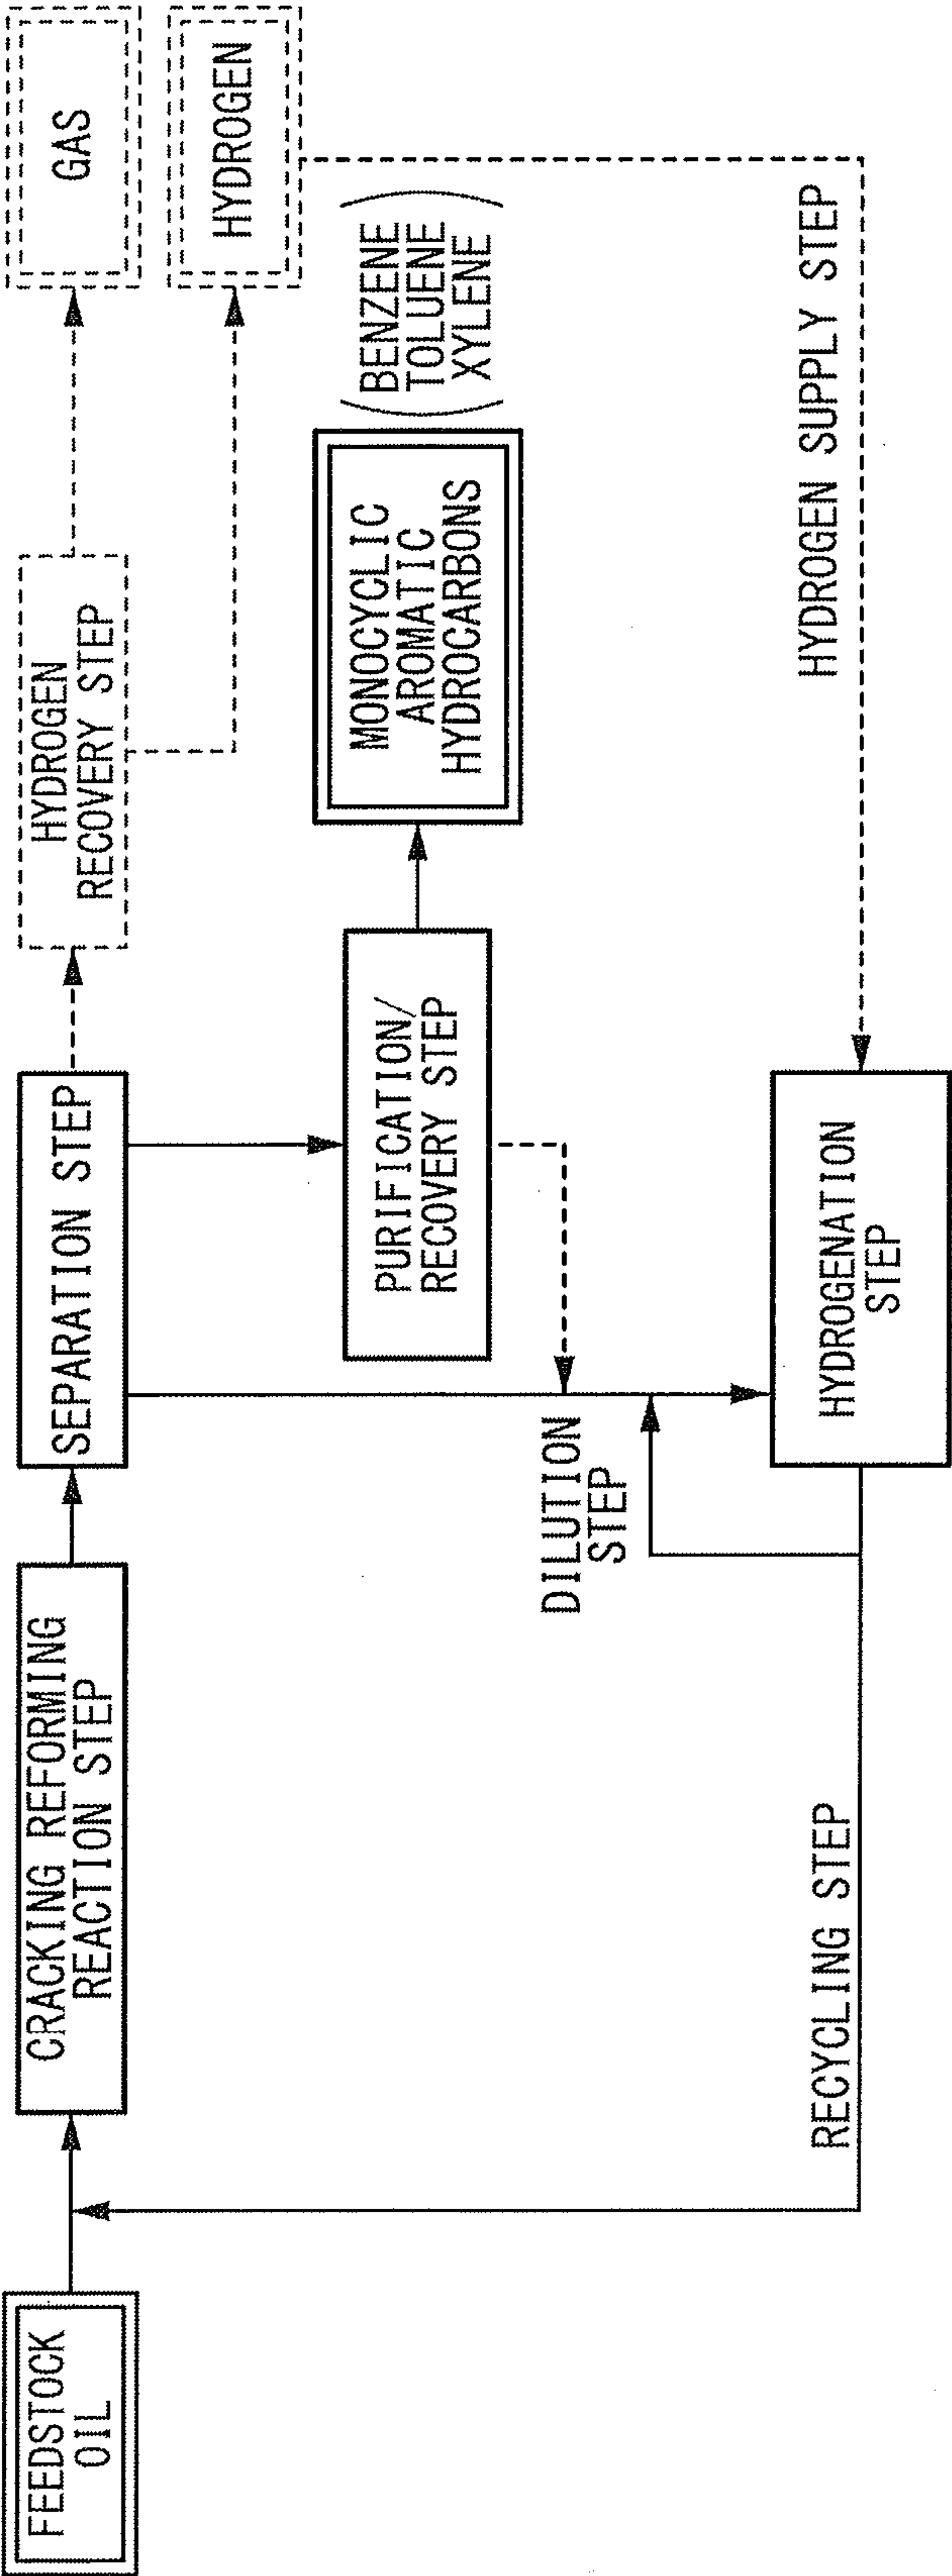 FEEDSTOCK
OIL
CRACKING REFORMING
REACTION STEP
SEPARATION STEP
HYDROGEN
RECOVERY STEP
GAS
HYDROGEN
PURIFICATION/
RECOVERY STEP
MONOCYCLIC
AROMATIC
HYDROCARBONS
(BENZENE
TOLUENE
XYLENE)
DILUTION
STEP
HYDROGENATION
STEP
HYDROGEN SUPPLY STEP
RECYCLING STEP